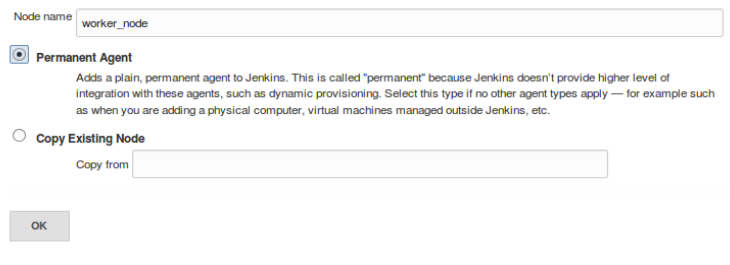 Node name worker_node
Permanent Agent
Adds a plain, permanent agent to Jenkins. This is called "permanent" because Jenkins doesn't provide higher level of
integration with these agents, such as dynamic provisioning. Select this type if no other agent types apply — for example such
as when you are adding a physical computer, virtual machines managed outside Jenkins, etc.
Copy Existing Node
Copy from
OK